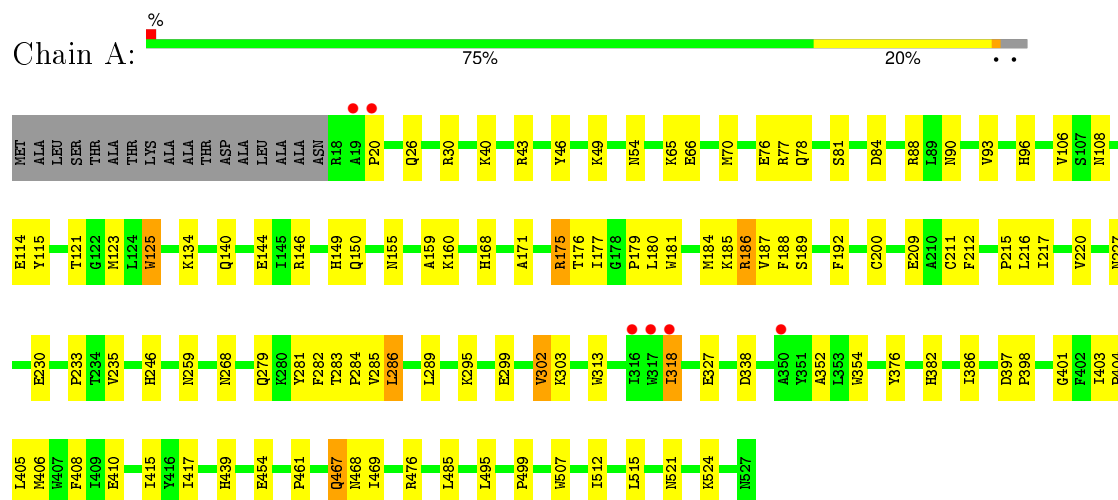 %
Chain A:
75% 20% • •
MET ALA LEU SER THR ALA THR LYS ALA ALA THR ASP ALA LEU ALA ALA ASN R18 A19 P20 Q26 R30 K40 R43 Y46 K49 N54 K65 E66 M70 E76 R77 Q78 S81 D84 R88 L89 N90 V93 H96 V106 S107 N108
E114 Y115 T121 G122 M123 L124 W125 K134 Q140 E144 I145 R146 H149 Q150 N155 A159 K160 H168 A171 R175 T176 I177 G178 P179 L180 W181 M184 K185 R186 V187 F188 S189 F192 C200 E209 A210 C211 F212 P215 L216 I217 V220 N227
E230 P233 T234 V235 H246 N259 N268 Q279 K280 Y281 F282 T283 P284 V285 L286 L289 K295 E299 V302 K303 W313 I316 W317 I318 E327 D338 A350 Y351 A352 L353 W354 Y376 H382 I386 D397 P398 G401 F402 I403
L405 M406 W407 F408 I409 E410 I415 Y416 I417 H439 E454 P461 Q467 N468 I469 R476 L485 L495 P499 W507 I512 L515 N521 K524 N527